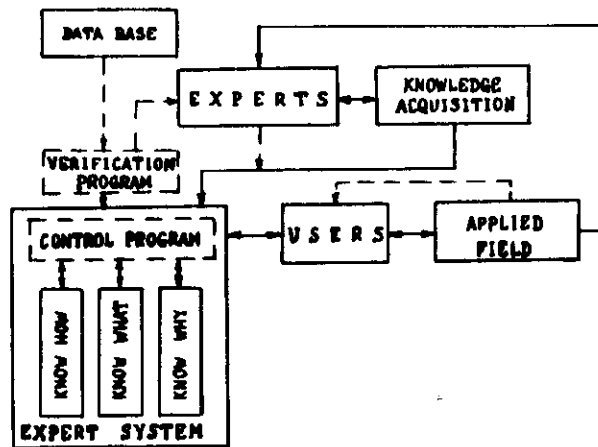 DATA BASE
EXPERTS
KNOWLEDGE
ACQUISITION
VERIFICATION
PROGRAM
CONTROL PROGRAM
USERS
APPLIED
FIELD
KNOW HOW
KNOW WHAT
KNOW WHY
EXPERT SYSTEM